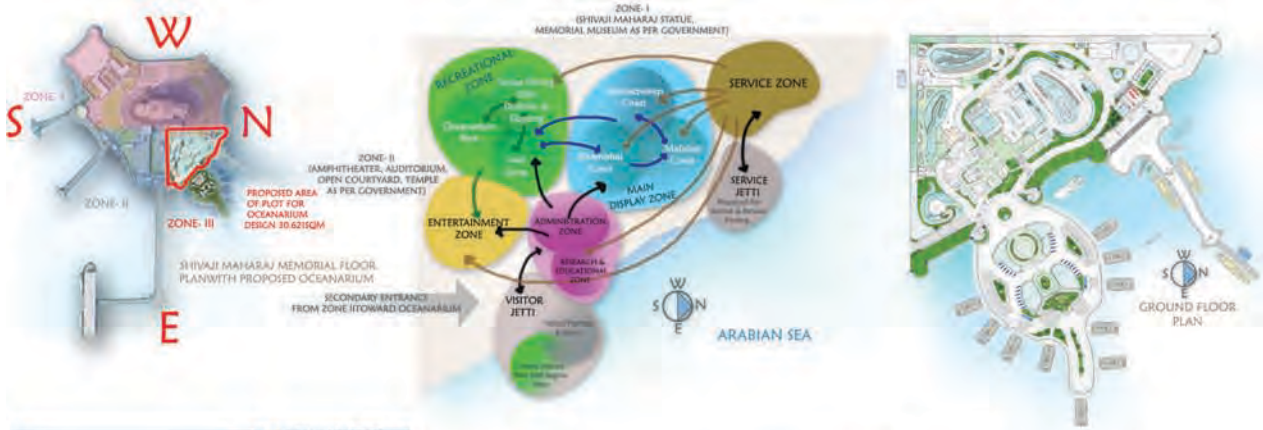 W
S
N
E
ZONE- I
ZONE- II
ZONE- III
PROPOSED AREA
OF PLOT FOR
OCEANARIUM
DESIGN 30,621SQM
SHIVAJI MAHARAJ MEMORIAL FLOOR
PLANWITH PROPOSED OCEANARIUM
ZONE- I
(SHIVAJI MAHARAJ STATUE,
MEMORIAL MUSEUM AS PER GOVERNMENT)
ZONE- II
(AMPHITHEATER, AUDITORIUM,
OPEN COURTYARD, TEMPLE
AS PER GOVERNMENT)
RECREATIONAL
ZONE
SERVICE ZONE
MAIN
DISPLAY ZONE
SERVICE
JETTI
ENTERTAINMENT
ZONE
ADMINISTRATION
ZONE
RESEARCH &
EDUCATIONAL
ZONE
VISITOR
JETTI
SECONDARY ENTRANCE
FROM ZONE IITOWARD OCEANARIUM
W
S N
E
ARABIAN SEA
W
S N
E
GROUND FLOOR
PLAN